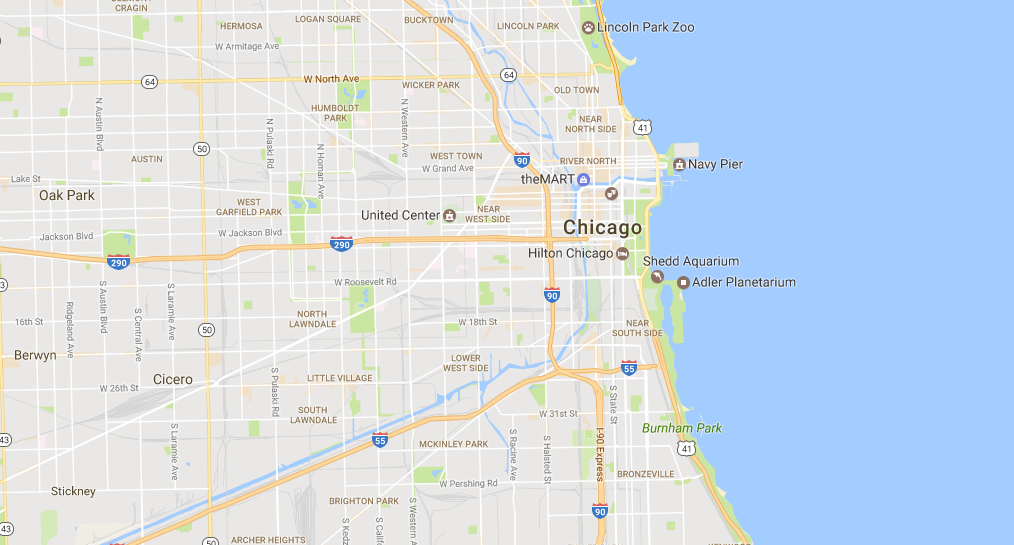 BELMONT
CRAGIN
HERMOSA
LOGAN SQUARE
BUCKTOWN
LINCOLN PARK
Lincoln Park Zoo
W Armitage Ave
64
W North Ave
64
WICKER PARK
OLD TOWN
N Austin Blvd
HUMBOLDT
PARK
N Western Ave
NEAR
NORTH SIDE
41
N Pulaski Rd
50
AUSTIN
N Homan Ave
WEST TOWN
W Grand Ave
90
RIVER NORTH
Navy Pier
Lake St
theMART
Oak Park
WEST
GARFIELD PARK
United Center
NEAR
WEST SIDE
Chicago
Jackson Blvd
W Jackson Blvd
290
290
Hilton Chicago
Shedd Aquarium
Adler Planetarium
W Roosevelt Rd
90
S Austin Blvd
S Laramie Ave
Ridgeland Ave
S Central Ave
16th St
50
NORTH
LAWNDALE
W 18th St
NEAR
SOUTH SIDE
Berwyn
Cicero
W 26th St
LITTLE VILLAGE
LOWER
WEST SIDE
55
S Pulaski Rd
SOUTH
LAWNDALE
S State St
W 31st St
Burnham Park
43
S Laramie Ave
55
MCKINLEY PARK
S Racine Ave
S Halsted St
I-90 Express
41
BRONZEVILLE
Stickney
W Pershing Rd
BRIGHTON PARK
90
43
50
ARCHER HEIGHTS
S Kedz
S Calif
S Western A